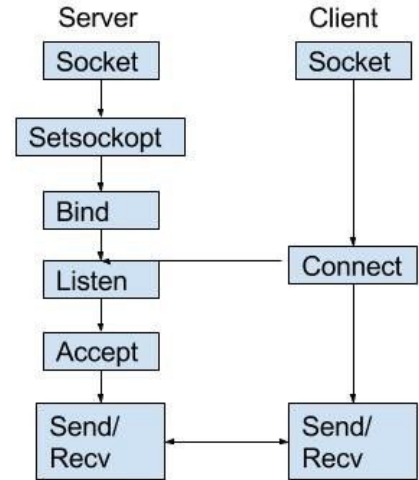 Server
Client
Socket
Socket
Setsockopt
Bind
Listen
Connect
Accept
Send/
Recv
Send/
Recv